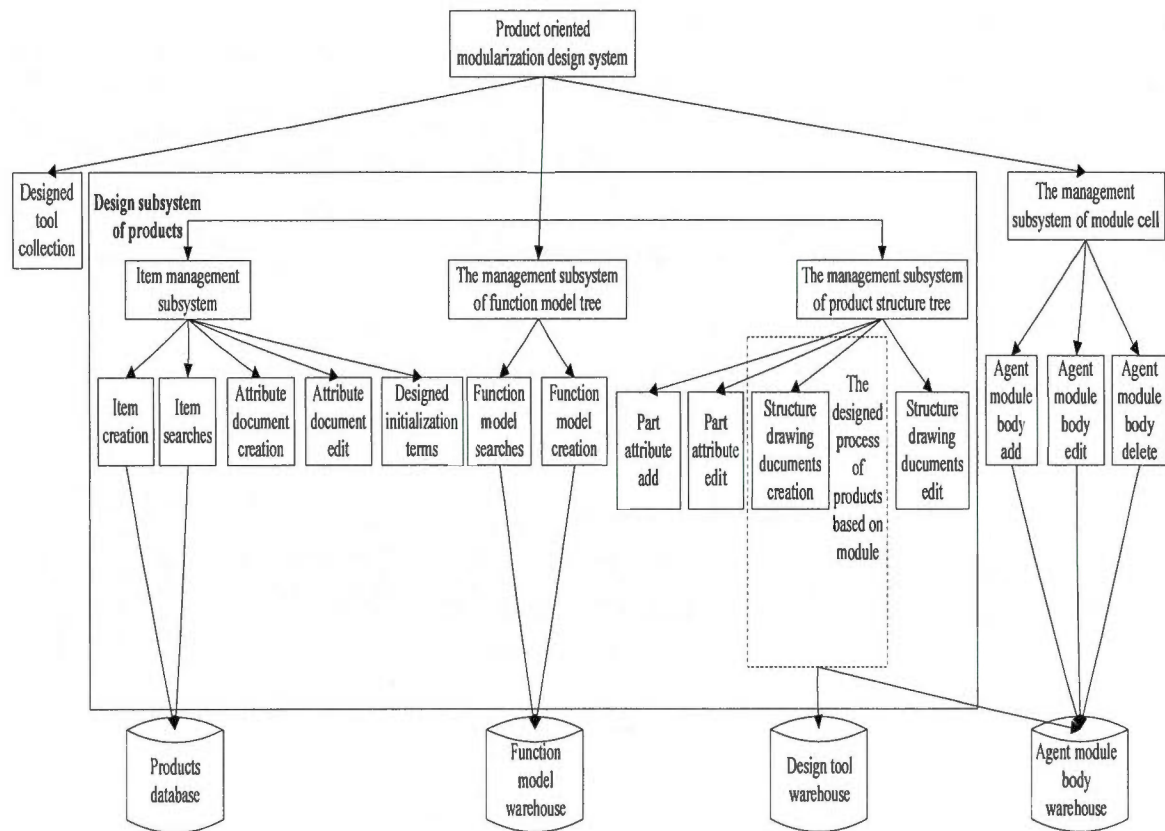 Product oriented
modularization design system
Designed
tool
collection
Design subsystem
of products
The management
subsystem of module cell
Item management
subsystem
The management subsystem
of function model tree
The management subsystem
of product structure tree
Item
creation
Item
searches
Attribute
document
creation
Attribute
document
edit
Designed
initialization
terms
Function
model
searches
Function
model
creation
Part
attribute
add
Part
attribute
edit
Structure
drawing
ducuments
creation
The
designed
process
of
products
based on
module
Structure
drawing
ducuments
edit
Agent
module
body
add
Agent
module
body
edit
Agent
module
body
delete
Products
database
Function
model
warehouse
Design tool
warehouse
Agent module
body
warehouse